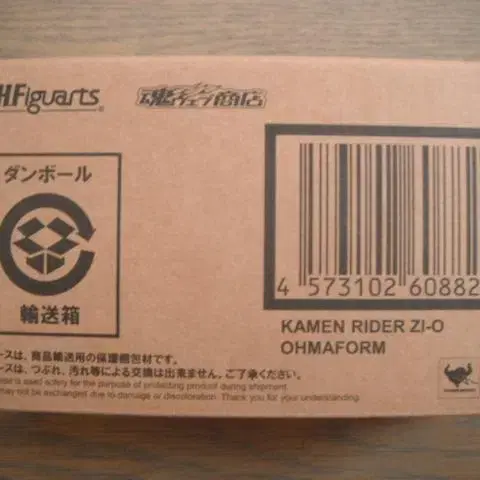 H.Figuarts®
魂ウェブ商店
ダンボール
輸送箱
4 573102 60882
KAMEN RIDER ZI-O
OHMAFORM
ースは、商品輸送用の保護梱包材です。
ースは、つぶれ、汚れ等による交換は出来ません。ご了承ください。
is used solely for the purpose of protecting product during shipment.
may not be exchanged due to damage or discoloration. Thank you for your understanding.